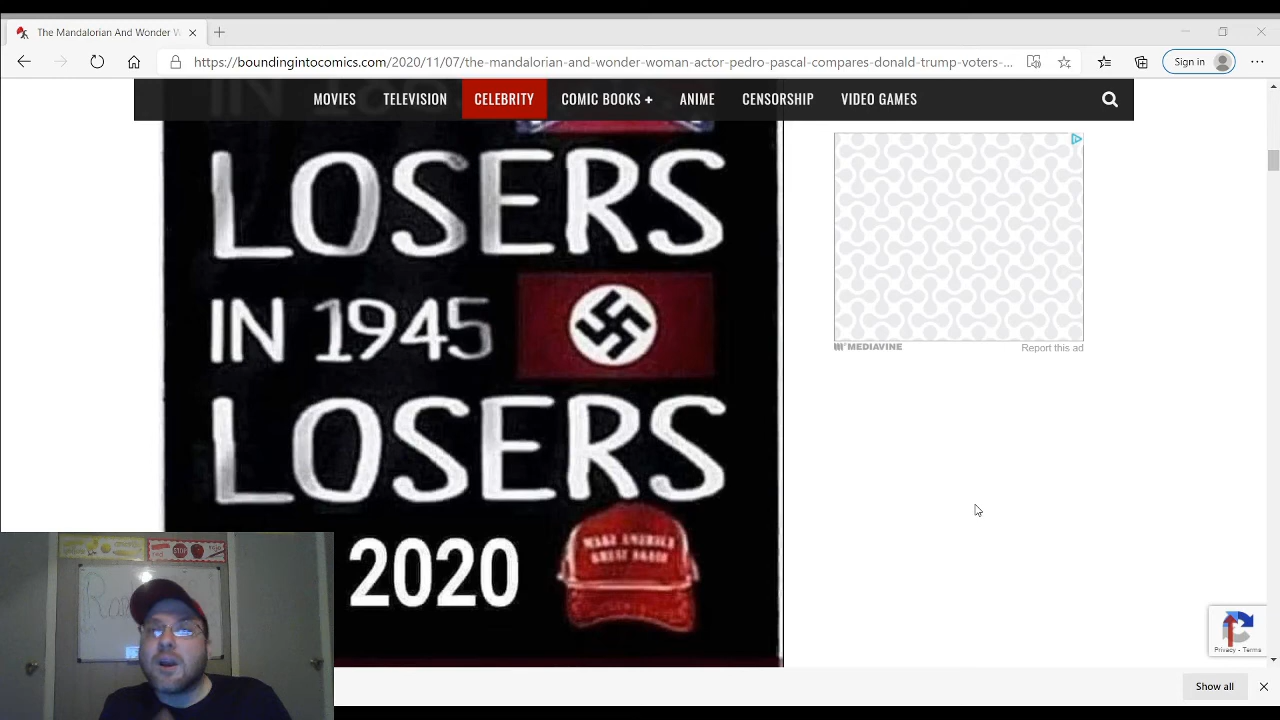 The Mandalorian And Wonder W
https://boundingintocomics.com/2020/11/07/the-mandalorian-and-wonder-woman-actor-pedro-pascal-compares-donald-trump-voters-...
Sign in
MOVIES TELEVISION CELEBRITY COMIC BOOKS + ANIME CENSORSHIP VIDEO GAMES
LOSERS
IN 1945
LOSERS
2020
MAKE AMERICA
GREAT AGAIN
MEDIAVINE
Report this ad
STOP
Privacy - Terms
Show all